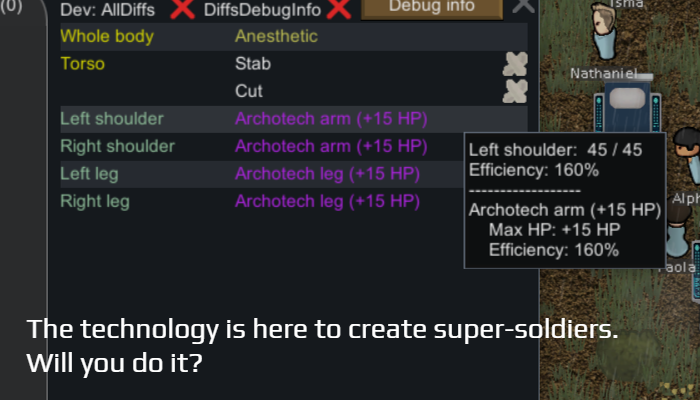 (0)
Dev: AllDiffs DiffsDebugInfo Debug info
Whole body Anesthetic
Torso Stab
Cut
Left shoulder Archotech arm (+15 HP)
Right shoulder Archotech arm (+15 HP)
Left leg Archotech leg (+15 HP)
Right leg Archotech leg (+15 HP)
Left shoulder: 45 / 45
Efficiency: 160%
------------------
Archotech arm (+15 HP)
Max HP: +15 HP
Efficiency: 160%
Isma
Nathaniel
Alph
Paola
The technology is here to create super-soldiers.
Will you do it?